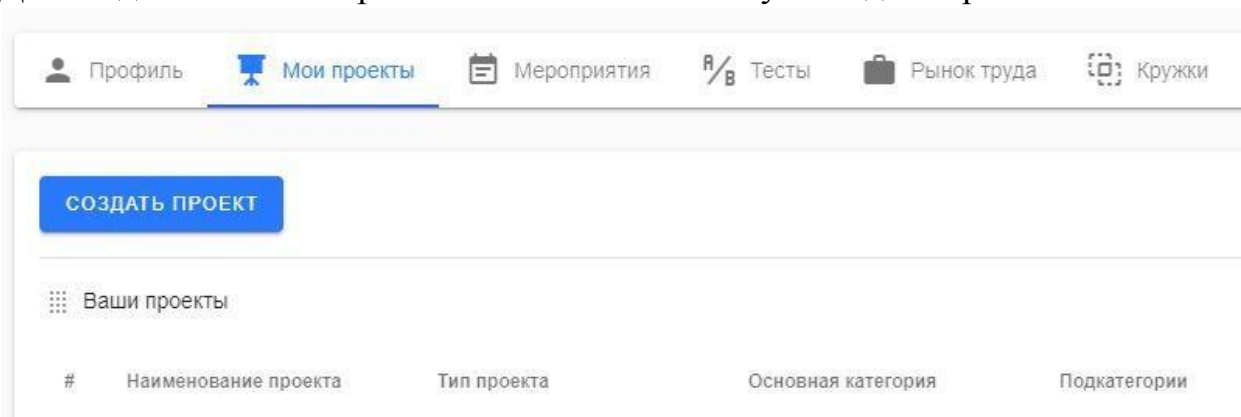 Профиль Мои проекты Мероприятия A/B Тесты Рынок труда Кружки
СОЗДАТЬ ПРОЕКТ
Ваши проекты
# Наименование проекта Тип проекта Основная категория Подкатегории